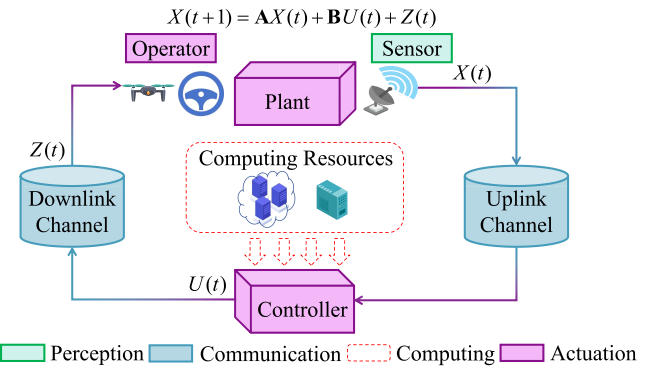 X(t+1) = AX(t) + BU(t) + Z(t)
Operator
Sensor
Plant
X(t)
Z(t)
Computing Resources
Downlink
Channel
Uplink
Channel
U(t)
Controller
Perception
Communication
Computing
Actuation